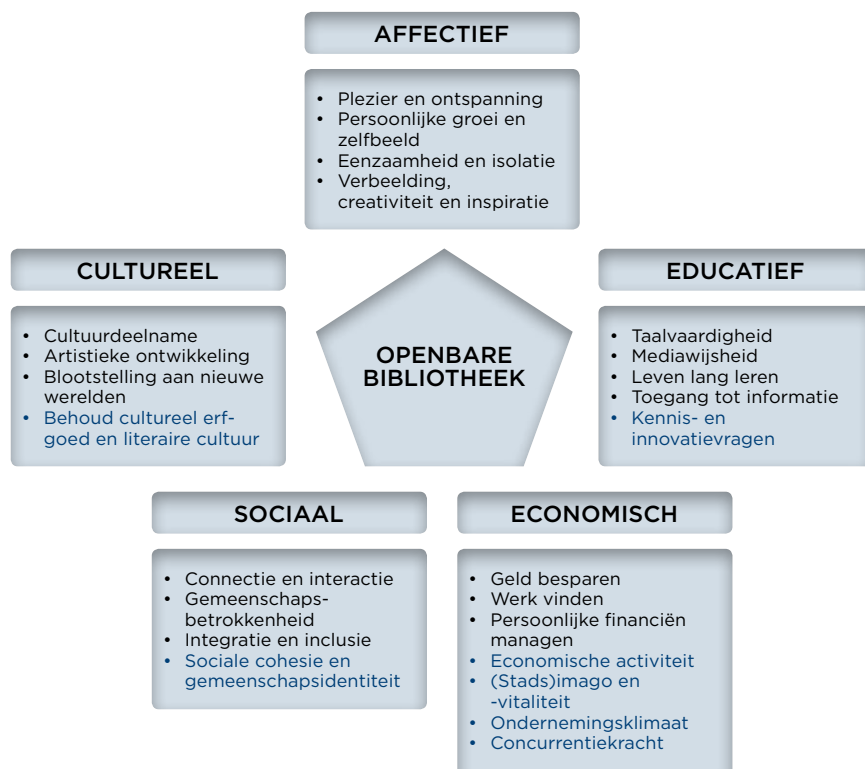 AFFECTIEF
• Plezier en ontspanning
• Persoonlijke groei en
zelfbeeld
• Eenzaamheid en isolatie
• Verbeelding,
creativiteit en inspiratie
CULTUREEL
• Cultuurdeelname
• Artistieke ontwikkeling
• Blootstelling aan nieuwe
werelden
• Behoud cultureel erf-
goed en literaire cultuur
OPENBARE
BIBLIOTHEEK
EDUCATIEF
• Taalvaardigheid
• Mediawijsheid
• Leven lang leren
• Toegang tot informatie
• Kennis- en
innovatievragen
SOCIAAL
• Connectie en interactie
• Gemeenschaps-
betrokkenheid
• Integratie en inclusie
• Sociale cohesie en
gemeenschapsidentiteit
ECONOMISCH
• Geld besparen
• Werk vinden
• Persoonlijke financiën
managen
• Economische activiteit
• (Stads)imago en
-vitaliteit
• Ondernemingsklimaat
• Concurrentiekracht